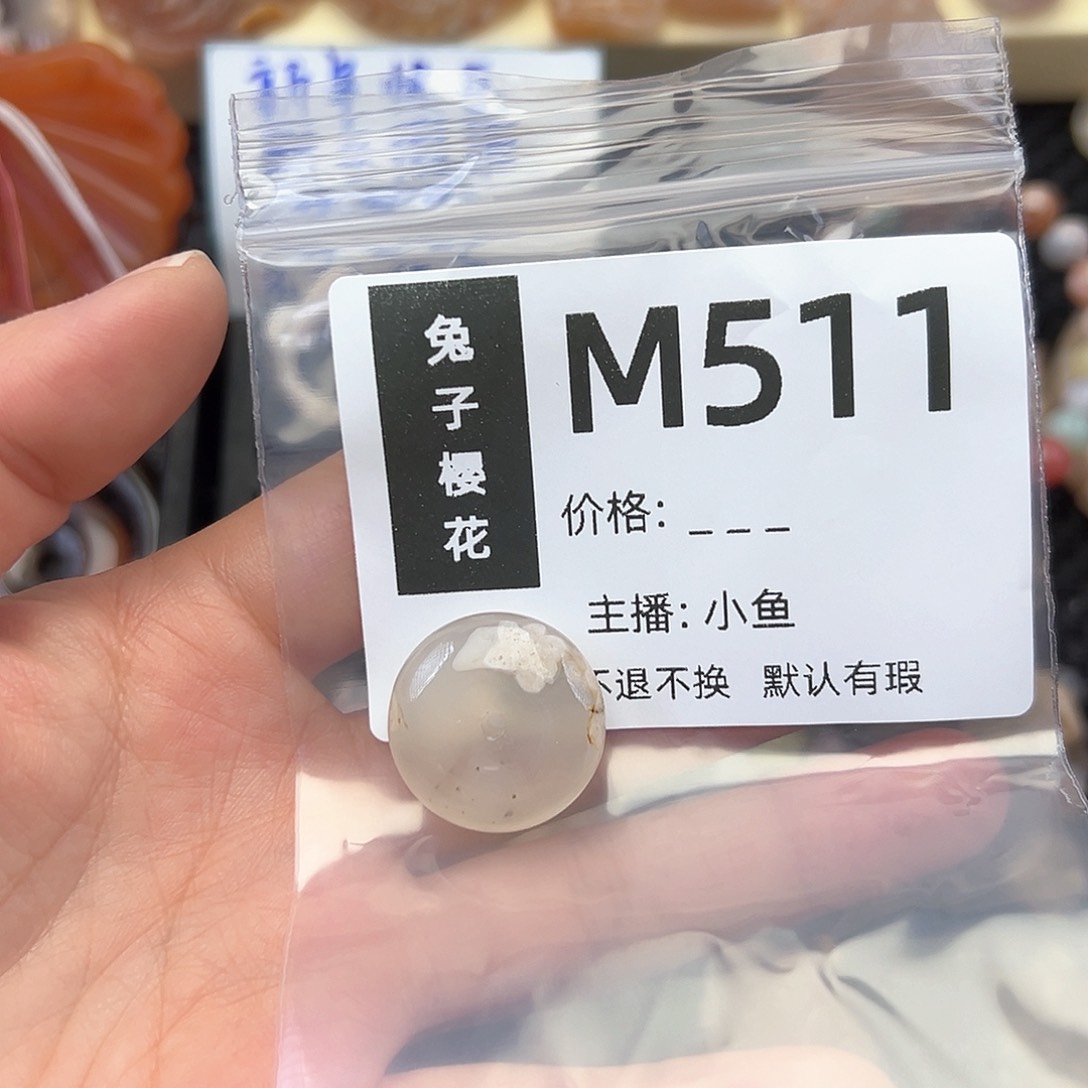 兔子樱花
M511
价格: _ _ _
主播: 小鱼
不退不换 默认有瑕